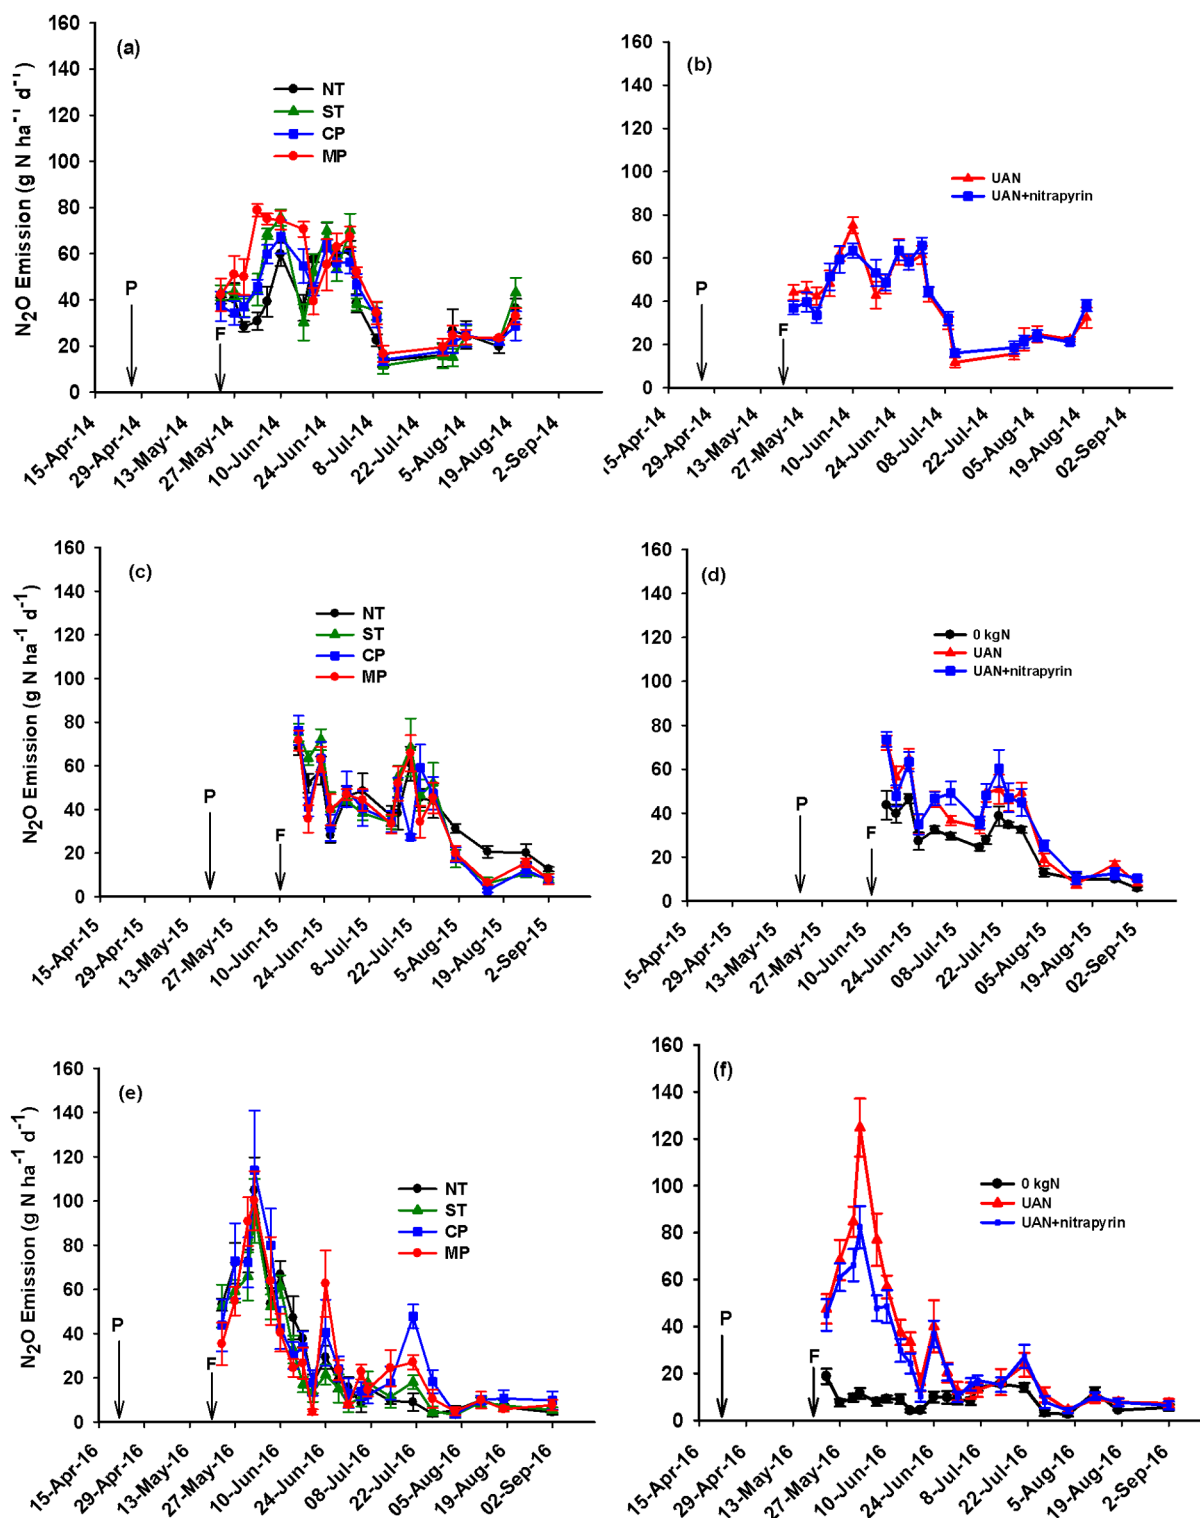 N2O Emission (g N ha⁻¹ d⁻¹)
160
140
120
100
80
60
40
20
0
(a)
NT
ST
CP
MP
P
F
15-Apr-14
29-Apr-14
13-May-14
27-May-14
10-Jun-14
24-Jun-14
8-Jul-14
22-Jul-14
5-Aug-14
19-Aug-14
2-Sep-14
160
140
120
100
80
60
40
20
0
(b)
UAN
UAN+nitrapyrin
P
F
15-Apr-14
29-Apr-14
13-May-14
27-May-14
10-Jun-14
24-Jun-14
08-Jul-14
22-Jul-14
05-Aug-14
19-Aug-14
02-Sep-14
N2O Emission (g N ha⁻¹ d⁻¹)
160
140
120
100
80
60
40
20
0
(c)
NT
ST
CP
MP
P
F
15-Apr-15
29-Apr-15
13-May-15
27-May-15
10-Jun-15
24-Jun-15
8-Jul-15
22-Jul-15
5-Aug-15
19-Aug-15
2-Sep-15
160
140
120
100
80
60
40
20
0
(d)
0 kgN
UAN
UAN+nitrapyrin
P
F
15-Apr-15
29-Apr-15
13-May-15
27-May-15
10-Jun-15
24-Jun-15
08-Jul-15
22-Jul-15
05-Aug-15
19-Aug-15
02-Sep-15
N2O Emission (g N ha⁻¹ d⁻¹)
160
140
120
100
80
60
40
20
0
(e)
NT
ST
CP
MP
P
F
15-Apr-16
29-Apr-16
13-May-16
27-May-16
10-Jun-16
24-Jun-16
08-Jul-16
22-Jul-16
05-Aug-16
19-Aug-16
02-Sep-16
160
140
120
100
80
60
40
20
0
(f)
0 kgN
UAN
UAN+nitrapyrin
P
F
15-Apr-16
29-Apr-16
13-May-16
27-May-16
10-Jun-16
24-Jun-16
8-Jul-16
22-Jul-16
5-Aug-16
19-Aug-16
2-Sep-16